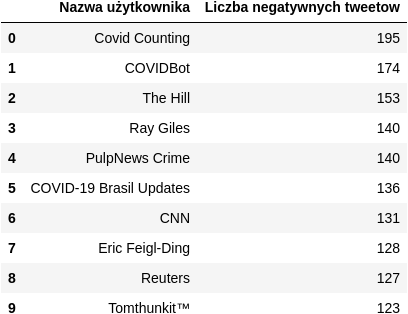 Nazwa użytkownika Liczba negatywnych tweetow
0 Covid Counting 195
1 COVIDBot 174
2 The Hill 153
3 Ray Giles 140
4 PulpNews Crime 140
5 COVID-19 Brasil Updates 136
6 CNN 131
7 Eric Feigl-Ding 128
8 Reuters 127
9 Tomthunkit™ 123